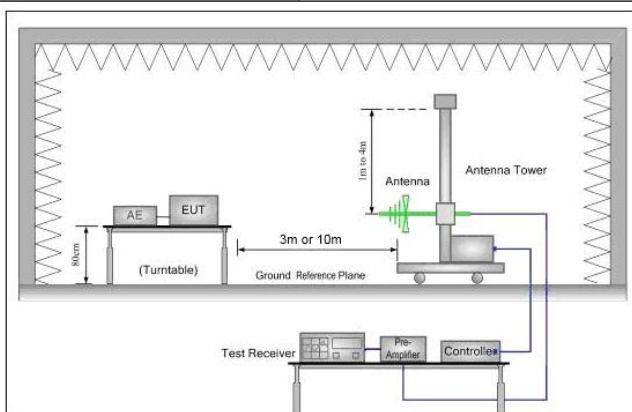 1m to 4m
Antenna
Antenna Tower
AE
EUT
80cm
3m or 10m
(Turntable)
Ground Reference Plane
Test Receiver
Pre-
Amplifier
Controller